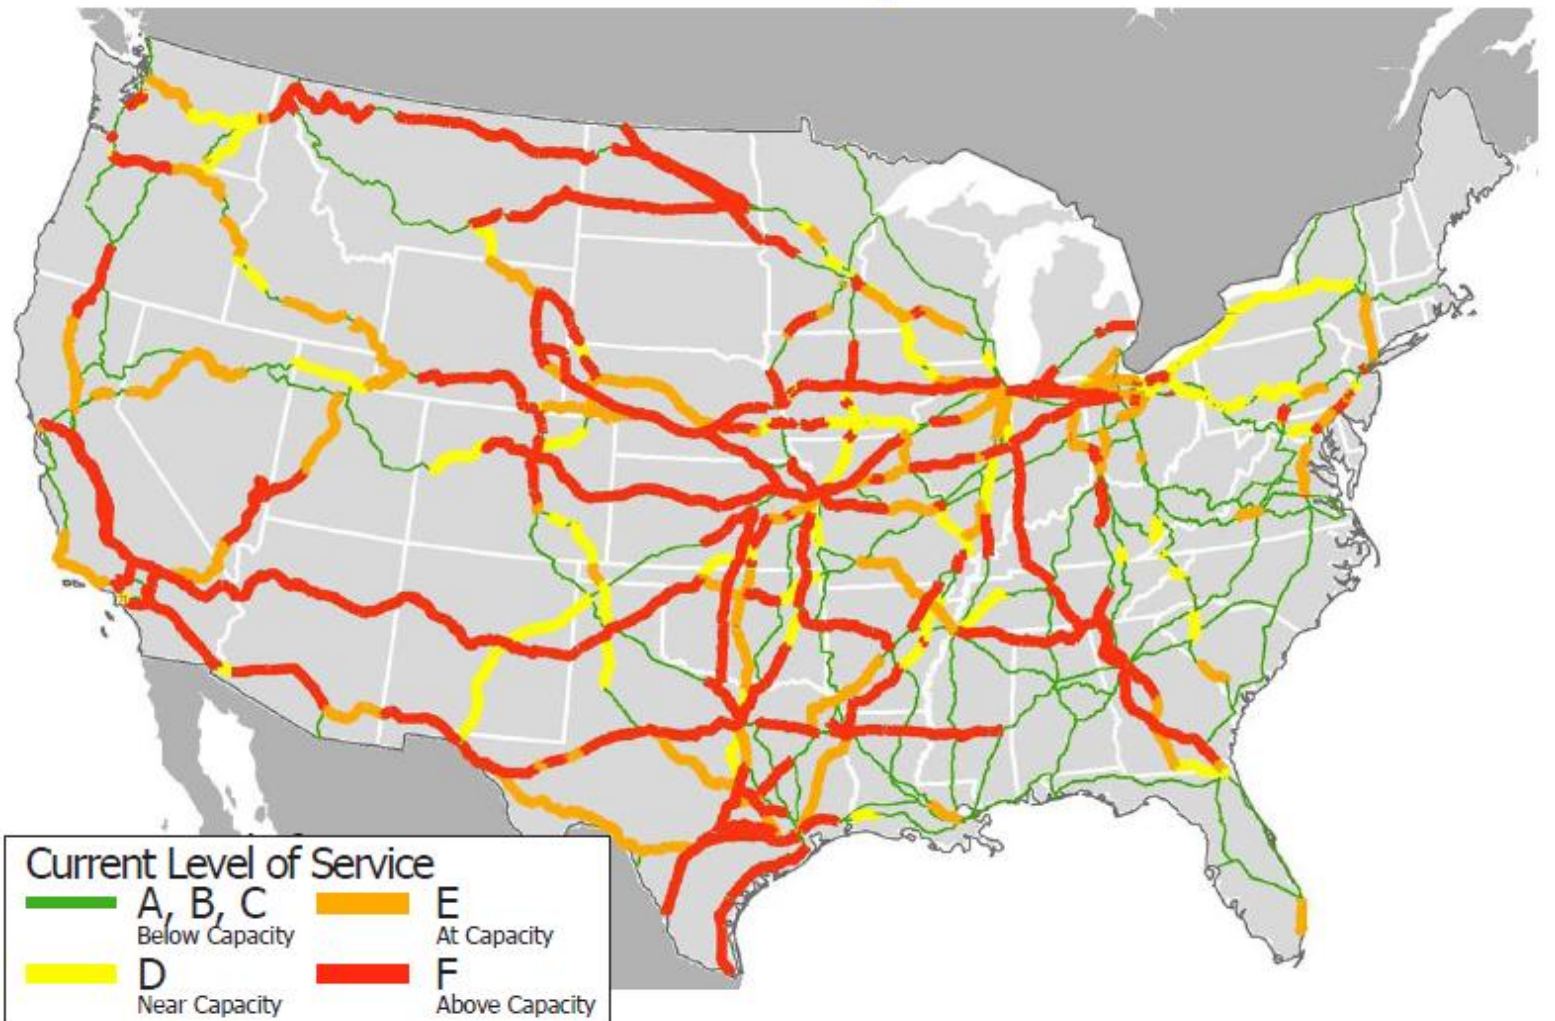 Current Level of Service
A, B, C
Below Capacity
E
At Capacity
D
Near Capacity
F
Above Capacity